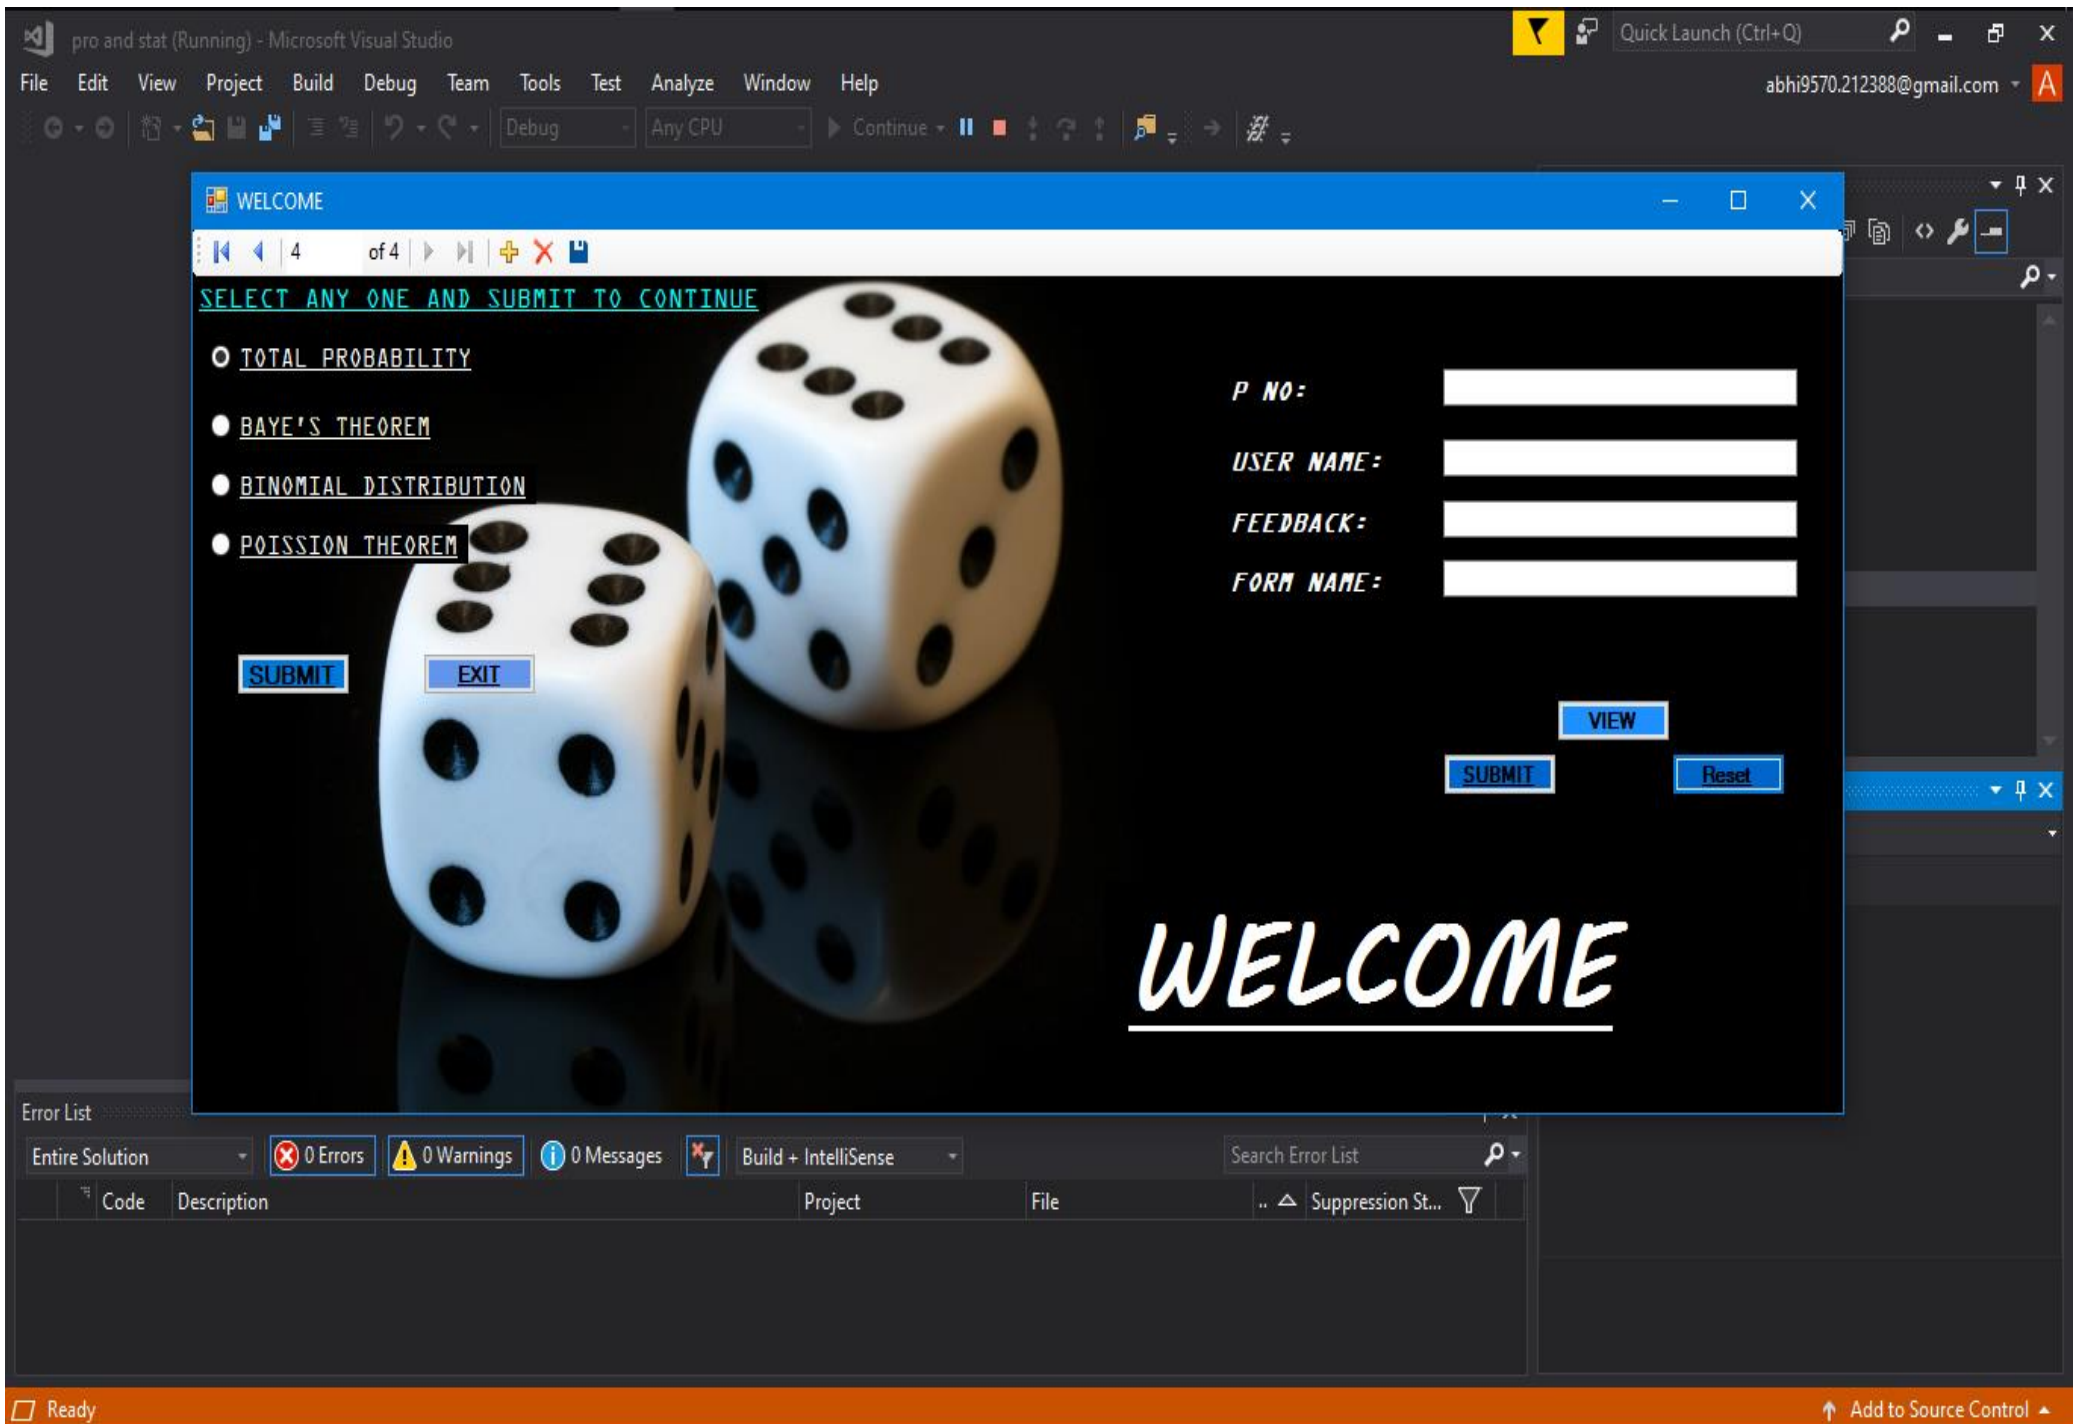 pro and stat (Running) - Microsoft Visual Studio
Quick Launch (Ctrl+Q)
File Edit View Project Build Debug Team Tools Test Analyze Window Help
abhi9570.212388@gmail.com A
Debug Any CPU Continue
WELCOME
4 of 4
SELECT ANY ONE AND SUBMIT TO CONTINUE
TOTAL PROBABILITY
BAYE'S THEOREM
BINOMIAL DISTRIBUTION
POISSION THEOREM
SUBMIT EXIT
P NO:
USER NAME:
FEEDBACK:
FORM NAME:
VIEW
SUBMIT Reset
WELCOME
Error List
Entire Solution 0 Errors 0 Warnings 0 Messages Build + IntelliSense Search Error List
Code Description Project File .. Suppression St...
Ready Add to Source Control